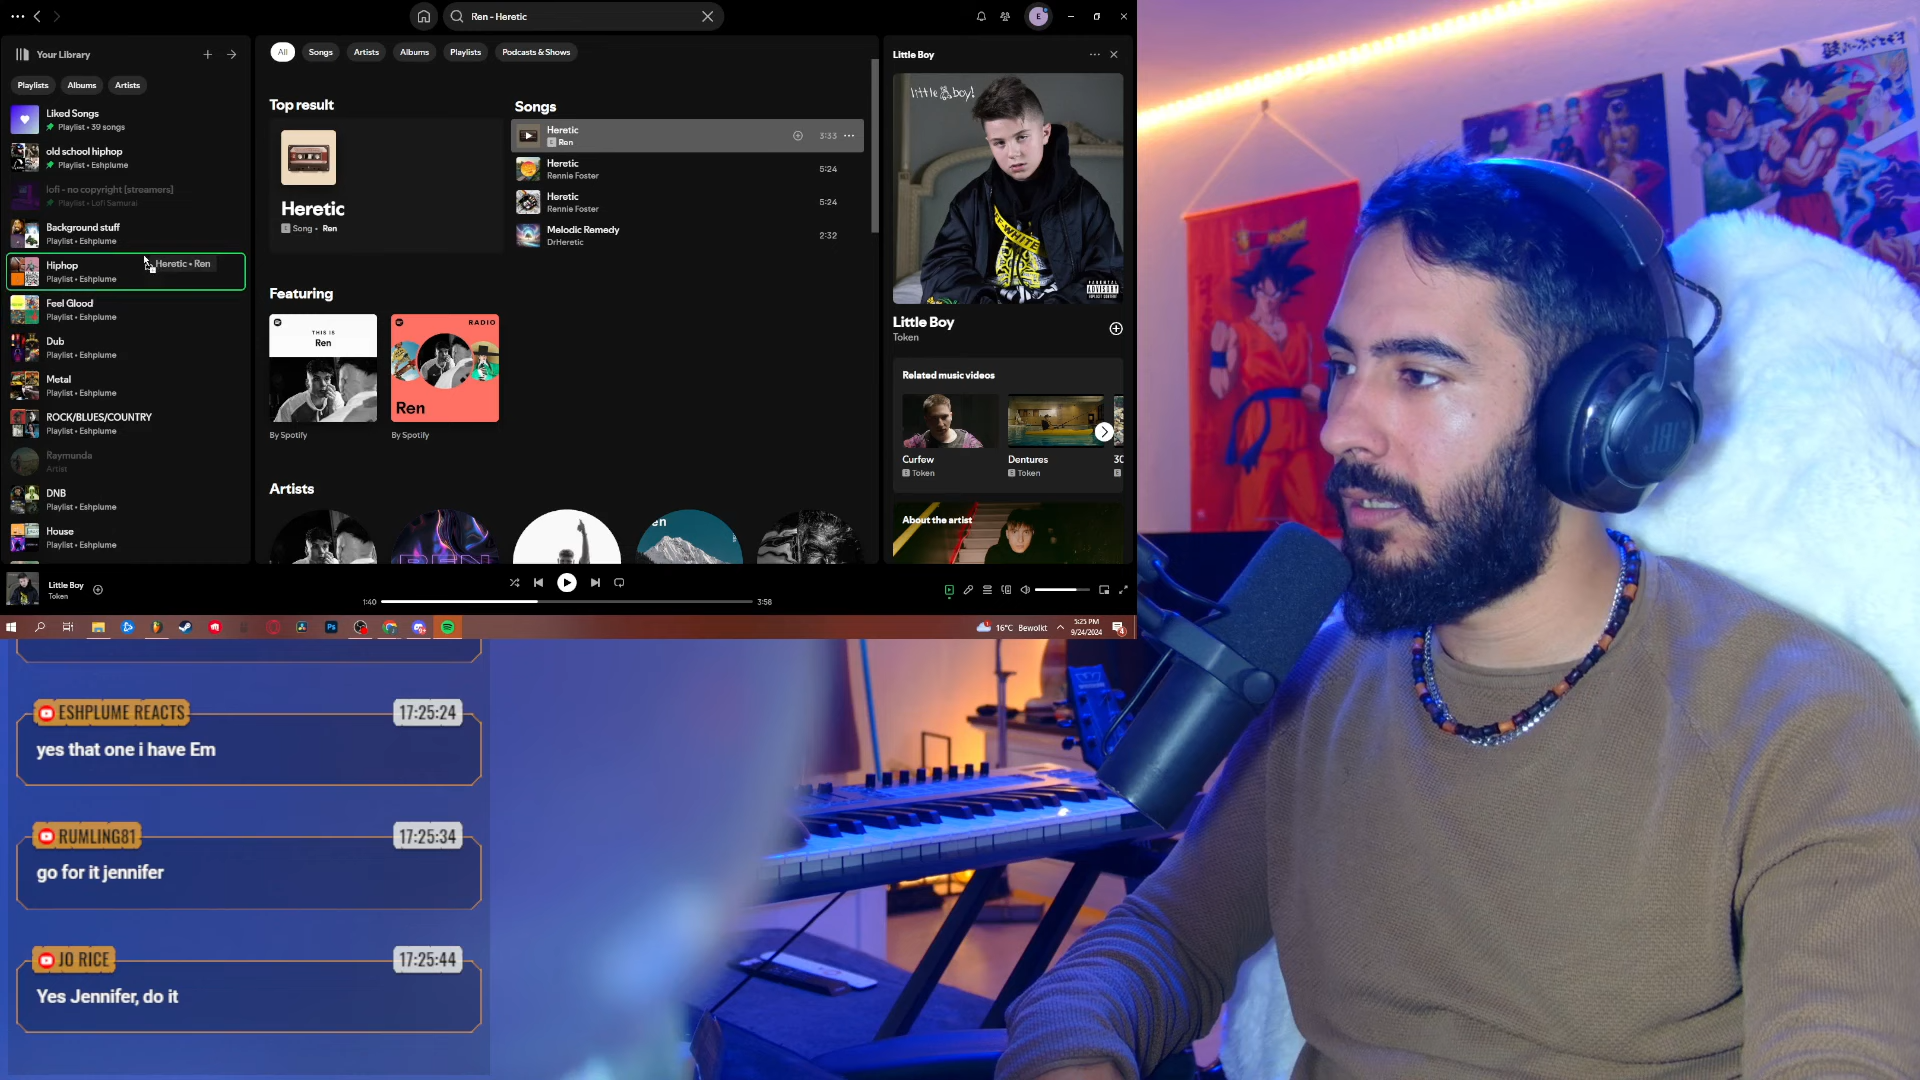 Ren - Heretic
E
Your Library
Playlists
Albums
Artists
Liked Songs
Playlist • 39 songs
old school hiphop
Playlist • Eshplume
lofi - no copyright [streamers]
Playlist • Lofi Samurai
Background stuff
Playlist • Eshplume
Hiphop
Playlist • Eshplume
Heretic • Ren
Feel Glood
Playlist • Eshplume
Dub
Playlist • Eshplume
Metal
Playlist • Eshplume
ROCK/BLUES/COUNTRY
Playlist • Eshplume
Raymunda
Artist
DNB
Playlist • Eshplume
House
Playlist • Eshplume
All
Songs
Artists
Albums
Playlists
Podcasts & Shows
Top result
Heretic
E Song • Ren
Songs
Heretic
E Ren
3:33
Heretic
Rennie Foster
5:24
Heretic
Rennie Foster
5:24
Melodic Remedy
DrHeretic
2:32
Featuring
THIS IS
Ren
By Spotify
RADIO
Ren
By Spotify
Artists
en
Little Boy
little boy!
PARENTAL
ADVISORY
EXPLICIT CONTENT
Little Boy
Token
Related music videos
Curfew
E Token
Dentures
E Token
30
E
About the artist
Little Boy
Token
1:40
3:58
16°C Bewolkt
5:25 PM
9/24/2024
4
ESHPLUME REACTS
17:25:24
yes that one i have Em
RUMLING81
17:25:34
go for it jennifer
JO RICE
17:25:44
Yes Jennifer, do it
JBL